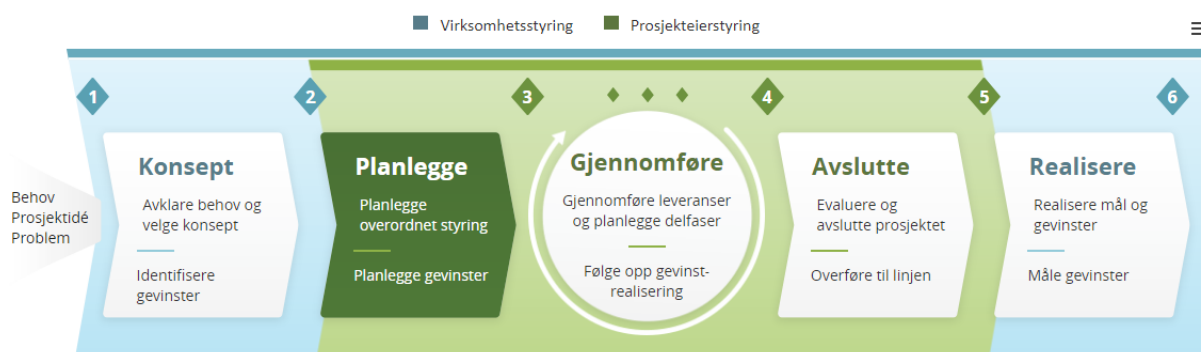 Virksomhetsstyring
Prosjekteierstyring
1
2
3
4
5
6
Behov
Prosjektidé
Problem
Konsept
Avklare behov og
velge konsept
Identifisere
gevinster
Planlegge
Planlegge
overordnet styring
Planlegge gevinster
Gjennomføre
Gjennomføre leveranser
og planlegge delfaser
Følge opp gevinst-
realisering
Avslutte
Evaluere og
avslutte prosjektet
Overføre til linjen
Realisere
Realisere mål og
gevinster
Måle gevinster